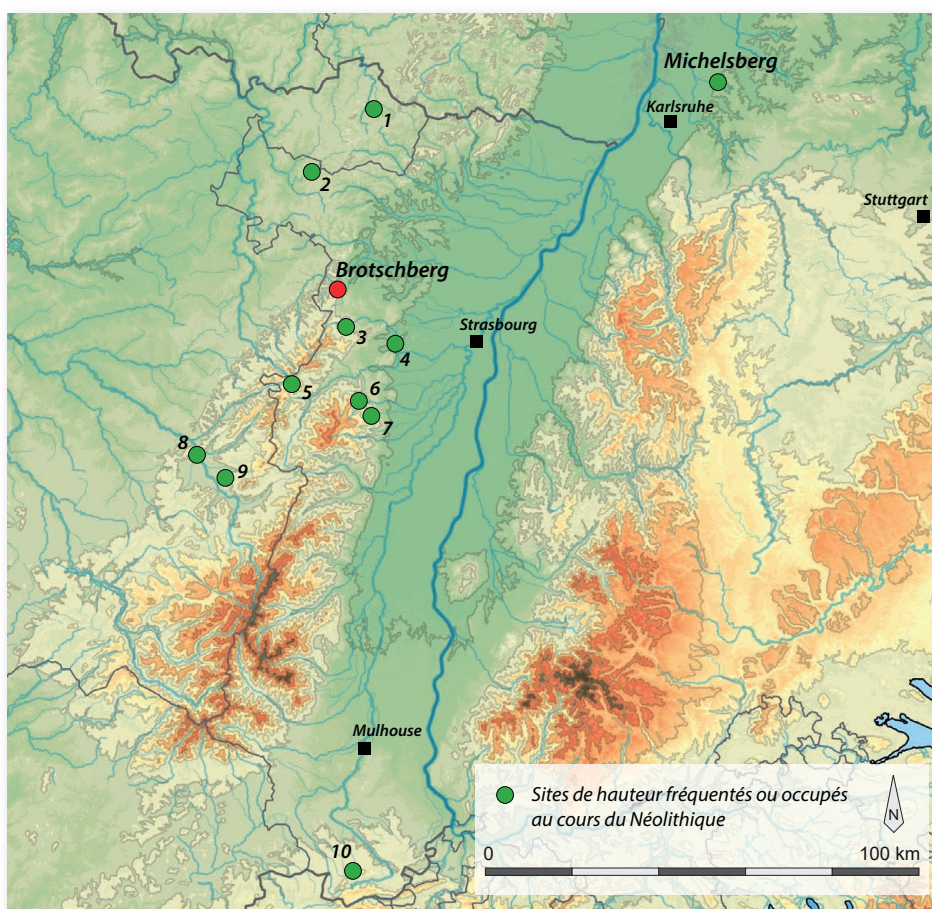 Michelsberg
Karlsruhe
1
2
Stuttgart
Brotschberg
3
Strasbourg
4
5
6
7
8
9
Mulhouse
10
Sites de hauteur fréquentés ou occupés
au cours du Néolithique
N
0 100 km